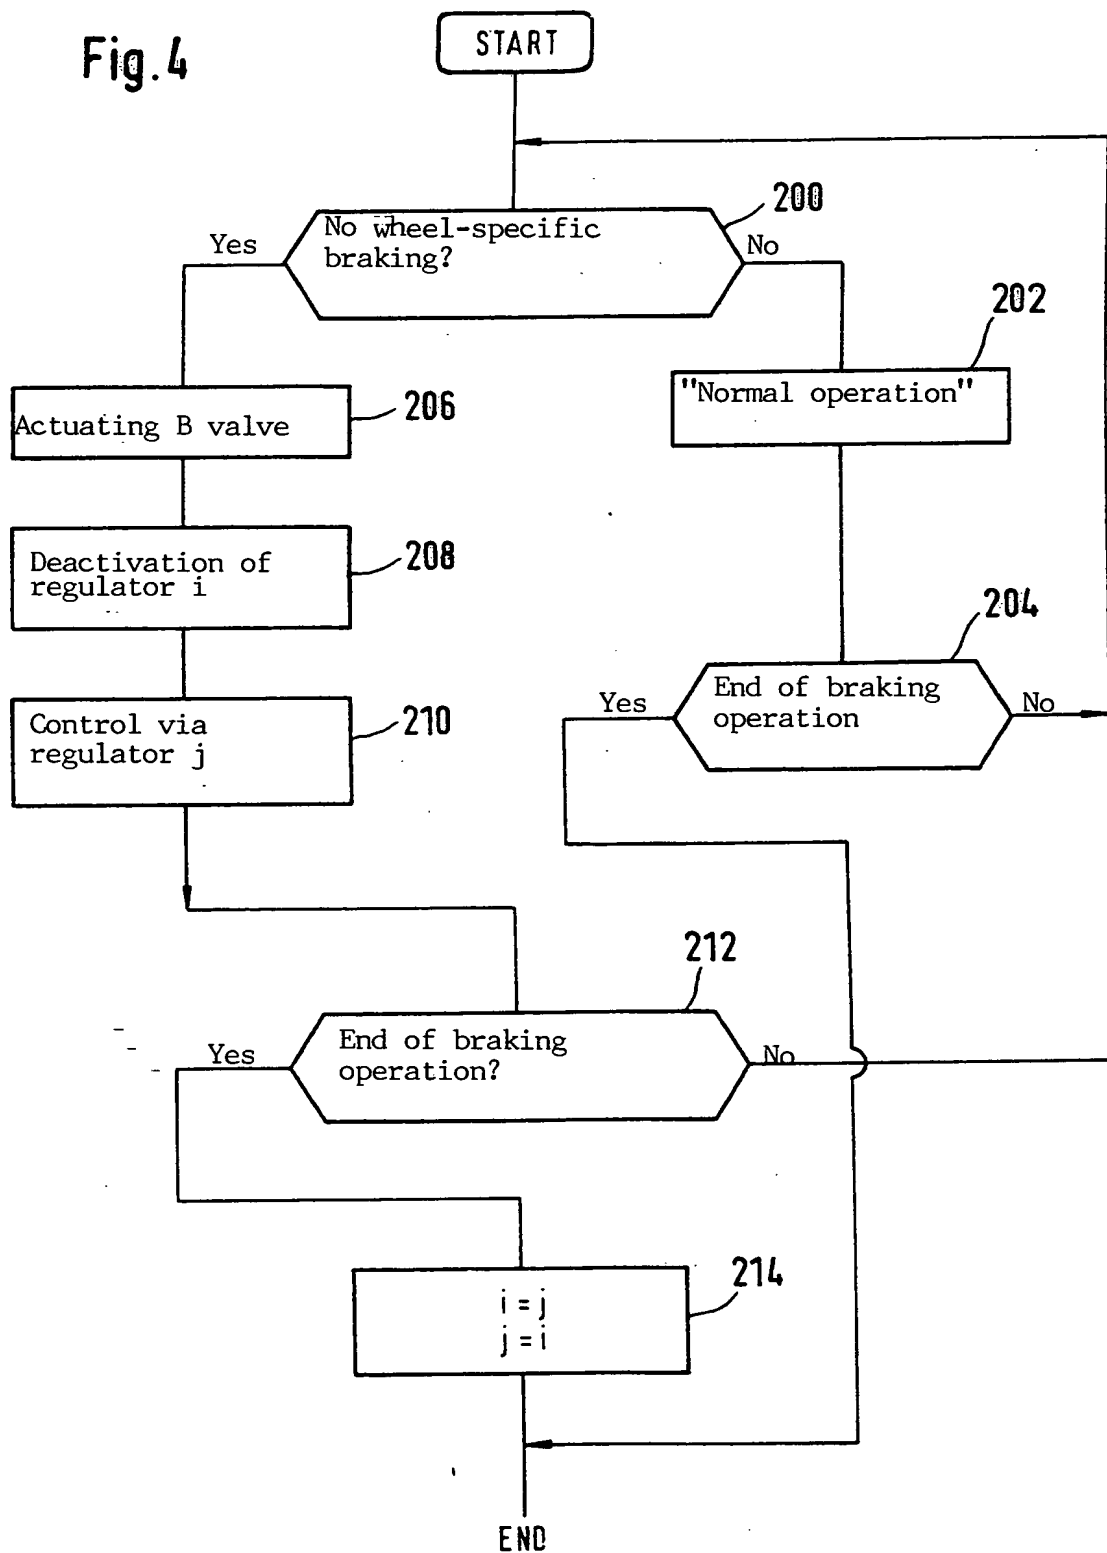 Fig. 4
START
200
No wheel-specific
braking?
Yes
No
202
"Normal operation"
206
Actuating B valve
208
Deactivation of
regulator i
204
End of braking
operation
Yes
No
210
Control via
regulator j
212
End of braking
operation?
Yes
No
214
i = j
j = i
END